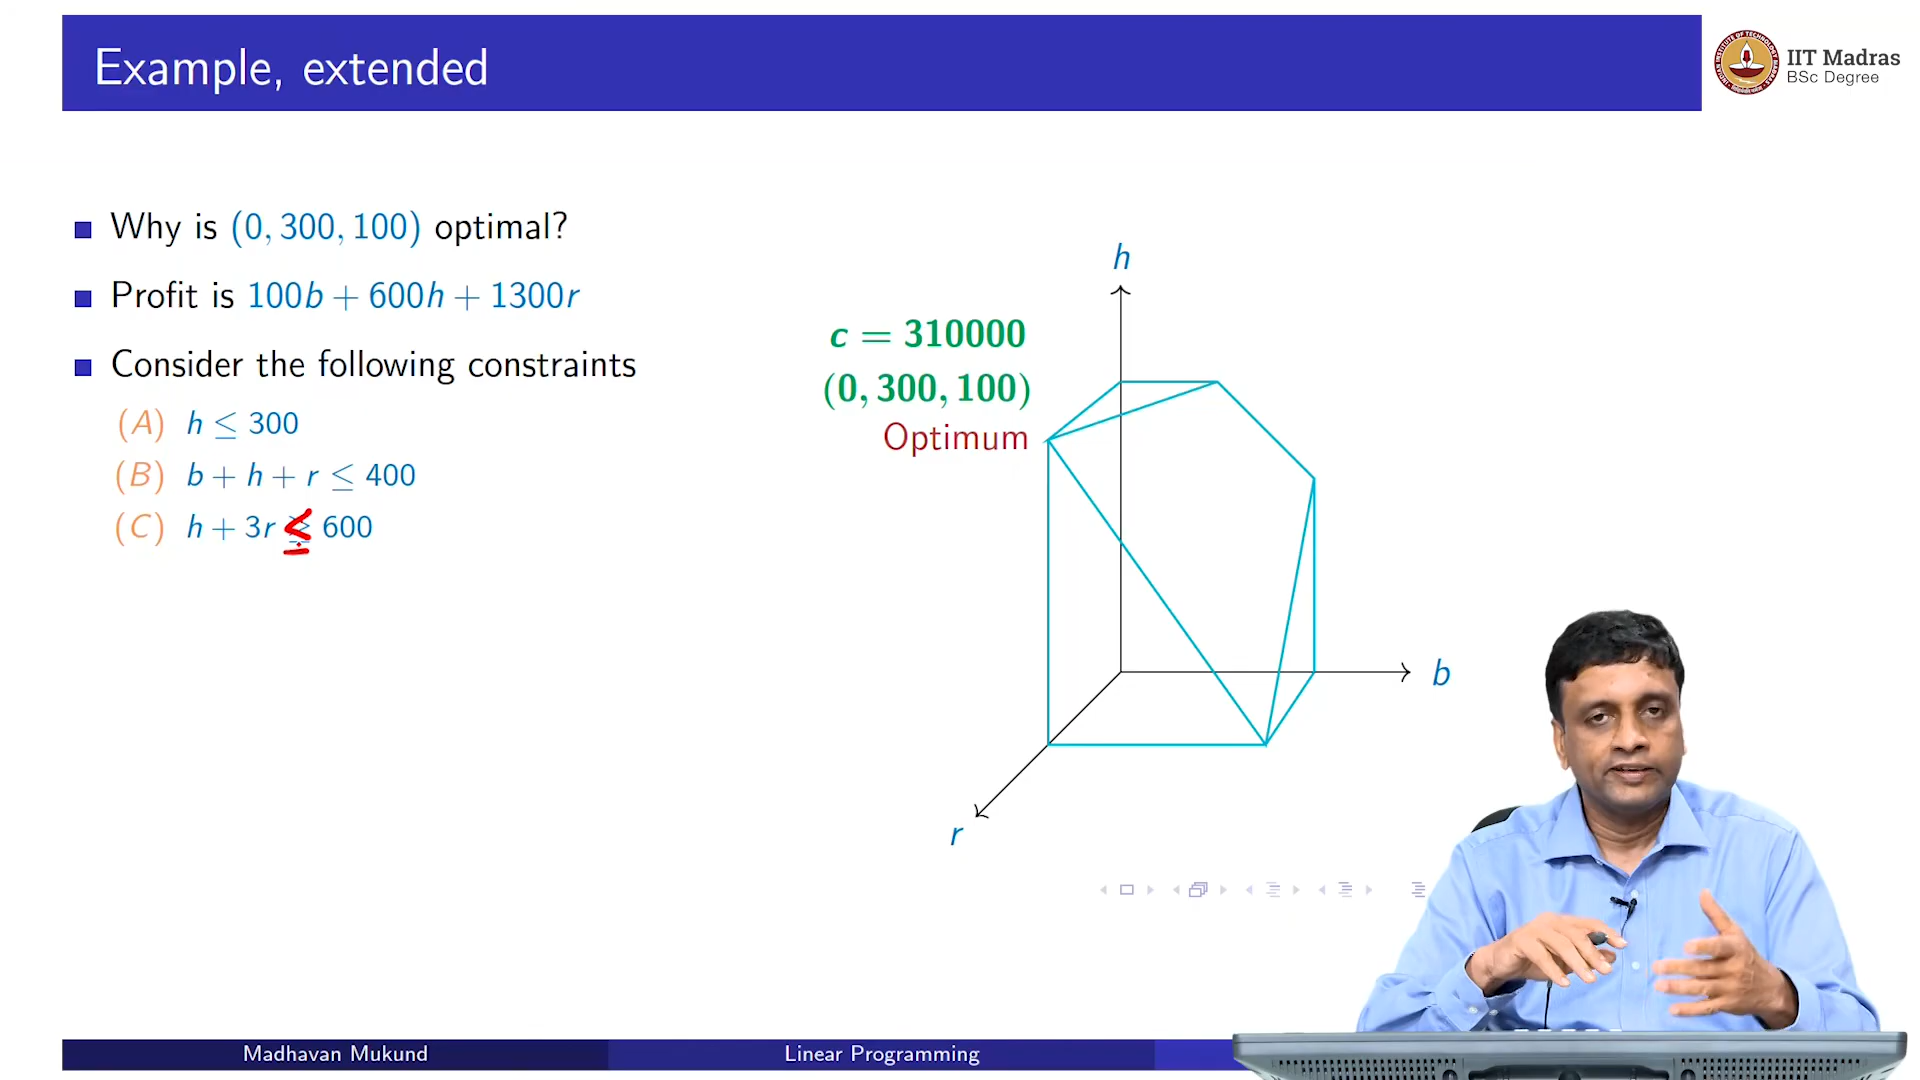 Example, extended
IIT Madras
BSc Degree
Why is (0, 300, 100) optimal?
Profit is 100b + 600h + 1300r
Consider the following constraints
(A) h ≤ 300
(B) b + h + r ≤ 400
(C) h + 3r ≤ 600
h
c = 310000
(0, 300, 100)
Optimum
b
r
Madhavan Mukund
Linear Programming